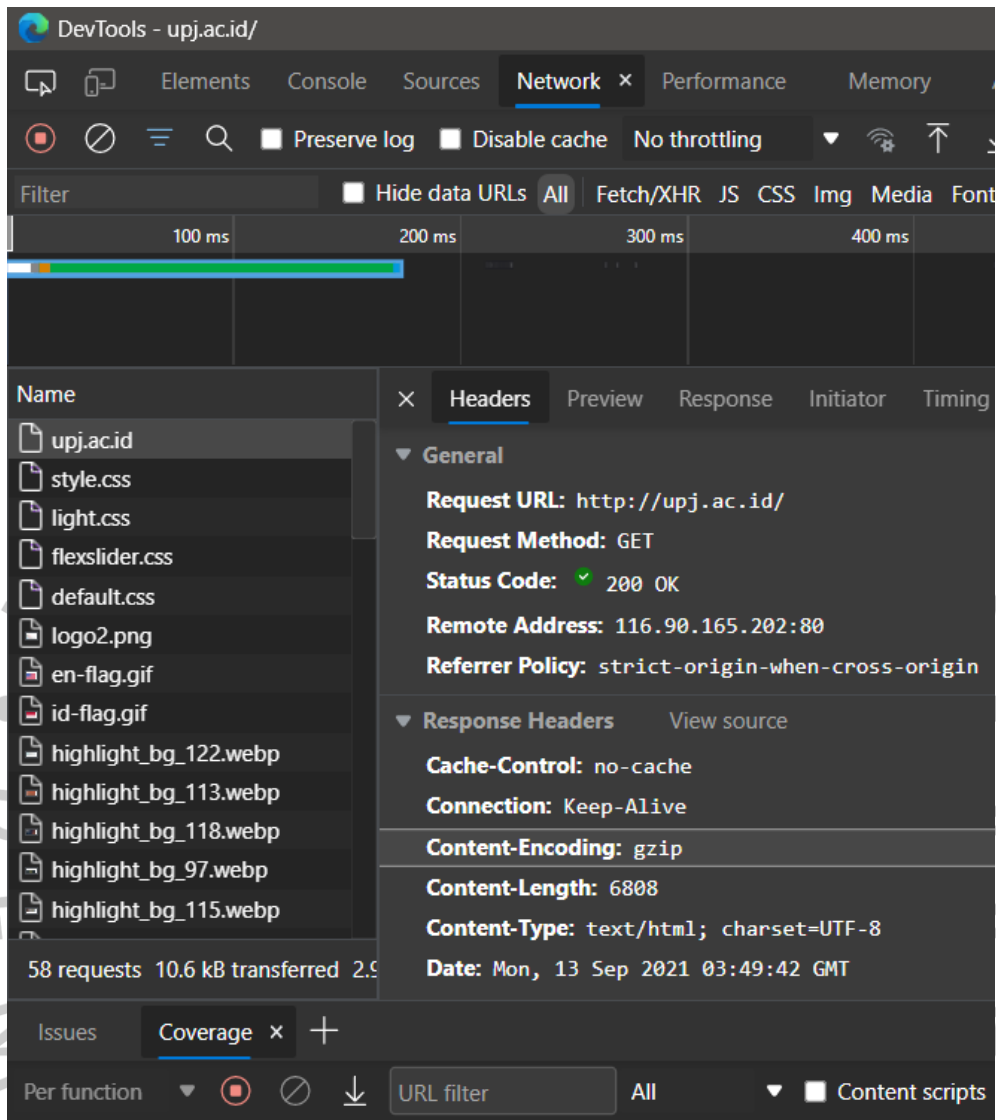 DevTools - upj.ac.id/
Elements Console Sources Network × Performance Memory
Preserve log Disable cache No throttling
Filter Hide data URLs All Fetch/XHR JS CSS Img Media Font
100 ms 200 ms 300 ms 400 ms
Name
× Headers Preview Response Initiator Timing
upj.ac.id
style.css
light.css
flexslider.css
default.css
logo2.png
en-flag.gif
id-flag.gif
highlight_bg_122.webp
highlight_bg_113.webp
highlight_bg_118.webp
highlight_bg_97.webp
highlight_bg_115.webp
58 requests 10.6 kB transferred 2.9
General
Request URL: http://upj.ac.id/
Request Method: GET
Status Code: 200 OK
Remote Address: 116.90.165.202:80
Referrer Policy: strict-origin-when-cross-origin
Response Headers View source
Cache-Control: no-cache
Connection: Keep-Alive
Content-Encoding: gzip
Content-Length: 6808
Content-Type: text/html; charset=UTF-8
Date: Mon, 13 Sep 2021 03:49:42 GMT
Issues Coverage × +
Per function URL filter All Content scripts